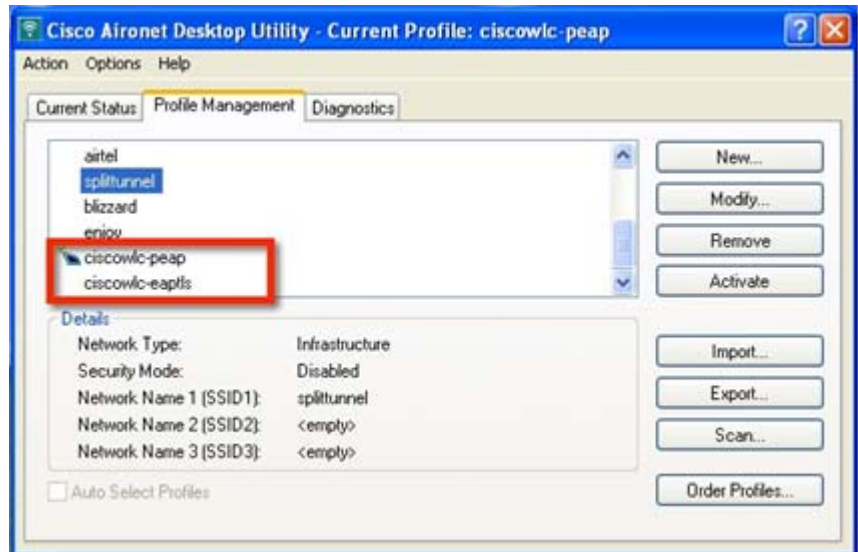 Cisco Aironet Desktop Utility - Current Profile: ciscowlc-peap
Action Options Help
Current Status Profile Management Diagnostics
airtel
splittunnel
blizzard
enjoy
ciscowlc-peap
ciscowlc-eaptls
New...
Modify...
Remove
Activate
Details
Network Type: Infrastructure
Security Mode: Disabled
Network Name 1 (SSID1): splittunnel
Network Name 2 (SSID2): <empty>
Network Name 3 (SSID3): <empty>
Auto Select Profiles
Import...
Export...
Scan...
Order Profiles...